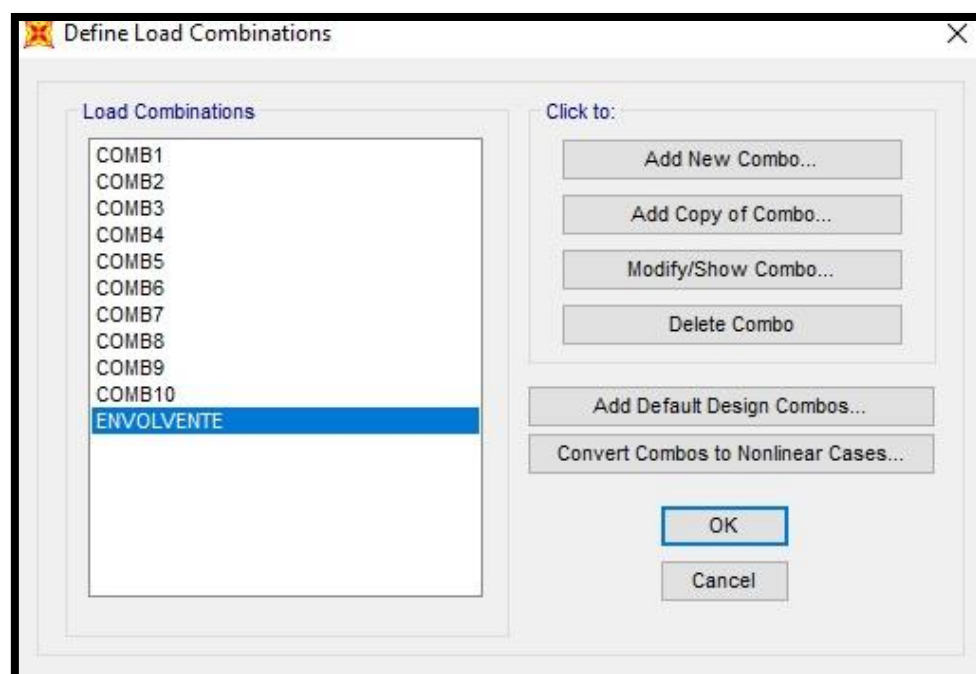 Define Load Combinations
Load Combinations
COMB1
COMB2
COMB3
COMB4
COMB5
COMB6
COMB7
COMB8
COMB9
COMB10
ENVOLVENTE
Click to:
Add New Combo...
Add Copy of Combo...
Modify/Show Combo...
Delete Combo
Add Default Design Combos...
Convert Combos to Nonlinear Cases...
OK
Cancel